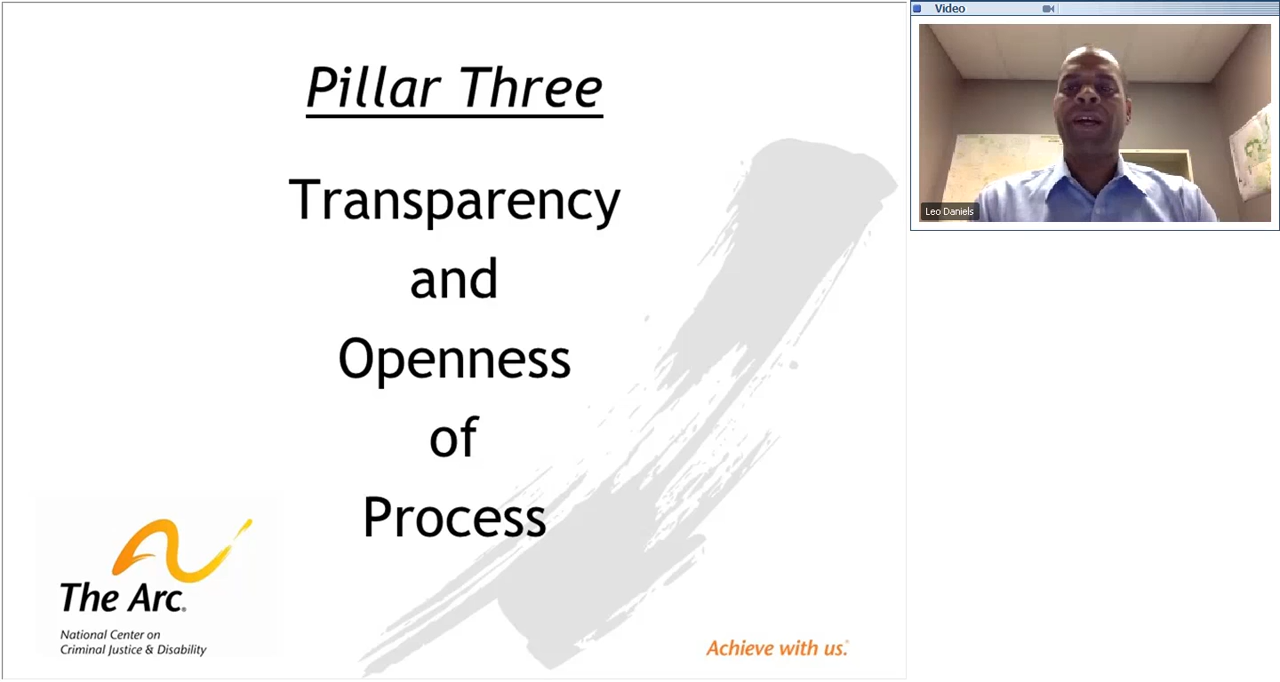 Pillar Three
Transparency
and
Openness
of
Process
The Arc®
National Center on
Criminal Justice & Disability
Achieve with us.
Video
Leo Daniels